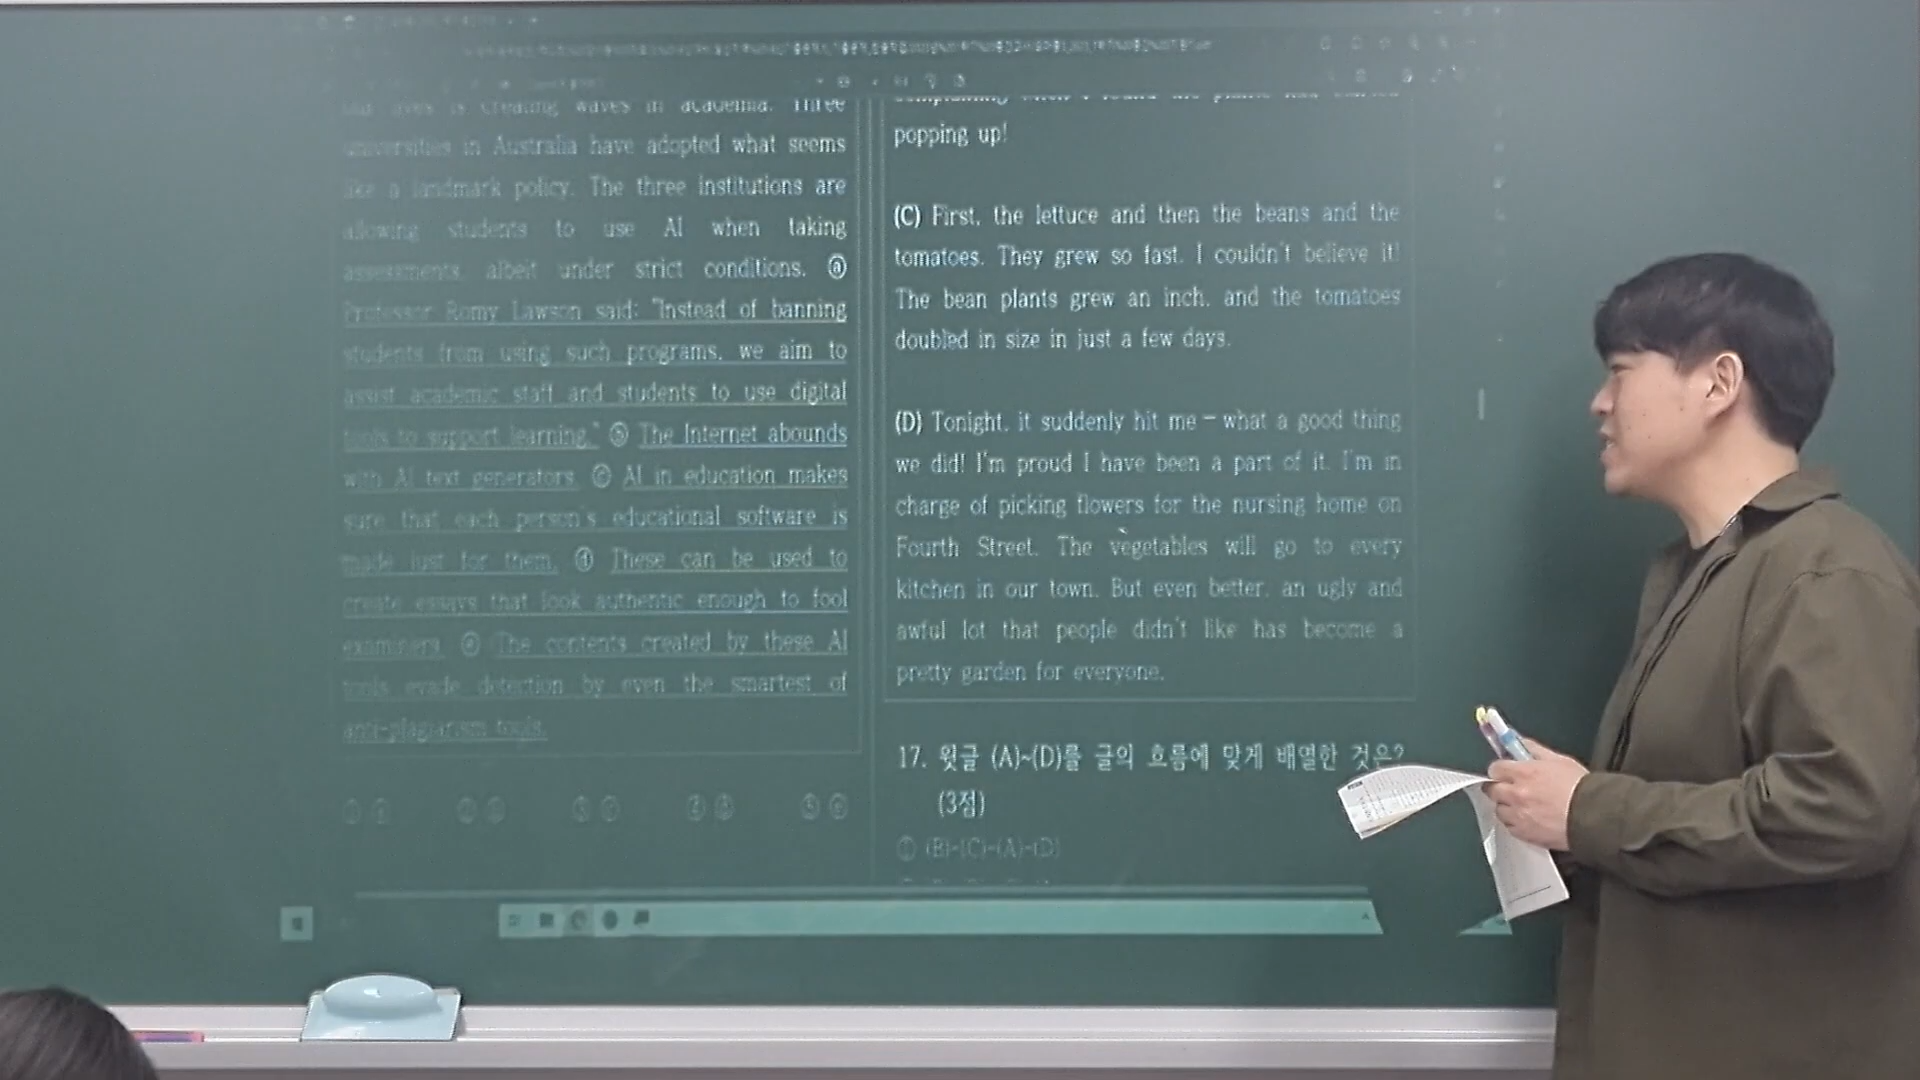 is creating waves in academia. Three
universities in Australia have adopted what seems
like a landmark policy. The three institutions are
allowing students to use AI when taking
assessments, albeit under strict conditions. ⓐ
Professor Romy Lawson said: "Instead of banning
students from using such programs, we aim to
assist academic staff and students to use digital
tools to support learning." ⓑ The Internet abounds
with AI text generators. ⓒ AI in education makes
sure that each person's educational software is
made just for them. ⓓ These can be used to
create essays that look authentic enough to fool
examiners. ⓔ The contents created by these AI
tools evade detection by even the smartest of
anti-plagiarism tools.
popping up!
(C) First, the lettuce and then the beans and the
tomatoes. They grew so fast. I couldn't believe it!
The bean plants grew an inch, and the tomatoes
doubled in size in just a few days.
(D) Tonight, it suddenly hit me - what a good thing
we did! I'm proud I have been a part of it. I'm in
charge of picking flowers for the nursing home on
Fourth Street. The vegetables will go to every
kitchen in our town. But even better, an ugly and
awful lot that people didn't like has become a
pretty garden for everyone.
17. 윗글 (A)~(D)를 글의 흐름에 맞게 배열한 것은?
(3점)
① (B)-(C)-(A)-(D)